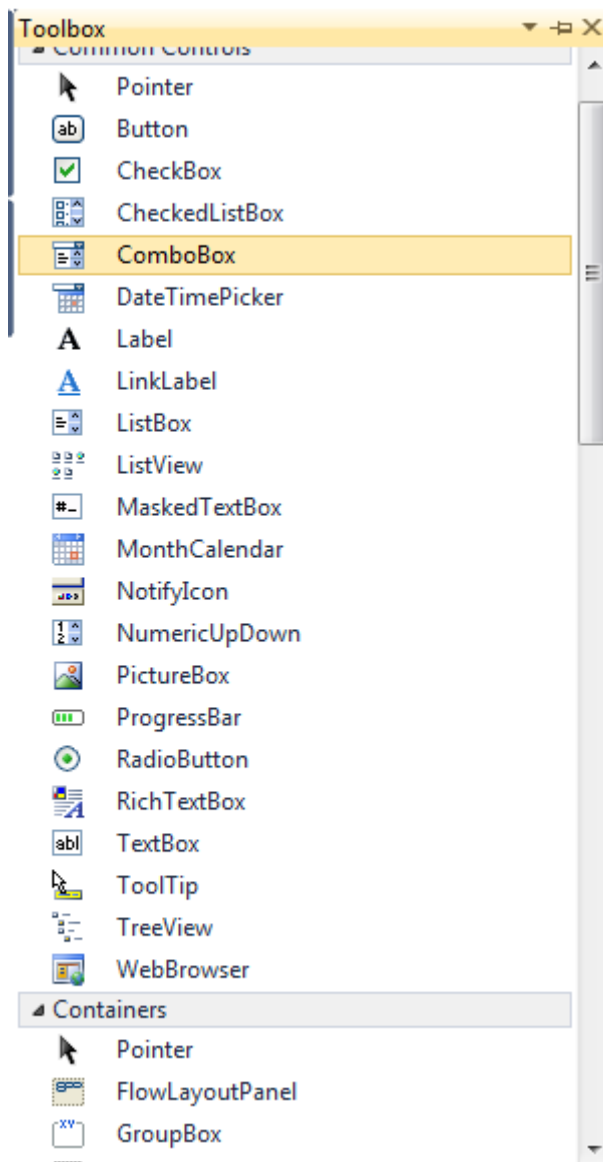 Toolbox
Common Controls
Pointer
Button
CheckBox
CheckedListBox
ComboBox
DateTimePicker
Label
LinkLabel
ListBox
ListView
MaskedTextBox
MonthCalendar
NotifyIcon
NumericUpDown
PictureBox
ProgressBar
RadioButton
RichTextBox
TextBox
ToolTip
TreeView
WebBrowser
Containers
Pointer
FlowLayoutPanel
GroupBox